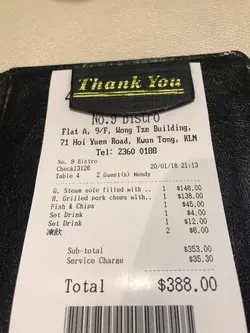 Thank You
No.9 Bistro
Flat A, 9/F, Wong Tze Building,
71 Hoi Yuen Road, Kwun Tong, KLN
Tel: 2360 0188
No. 9 Bistro
Check13126 20/01/18 21:13
Table 4 2 Guest(s) Wendy
G. Steam sole filled with.. 1 $148.00
H. Grilled pork chops with.. 1 $138.00
Fish & Chips 1 $45.00
Set Drink 1 $4.00
Set Drink 1 $12.00
凍飲 2 $6.00
Sub-total $353.00
Service Charge $35.30
Total $388.00